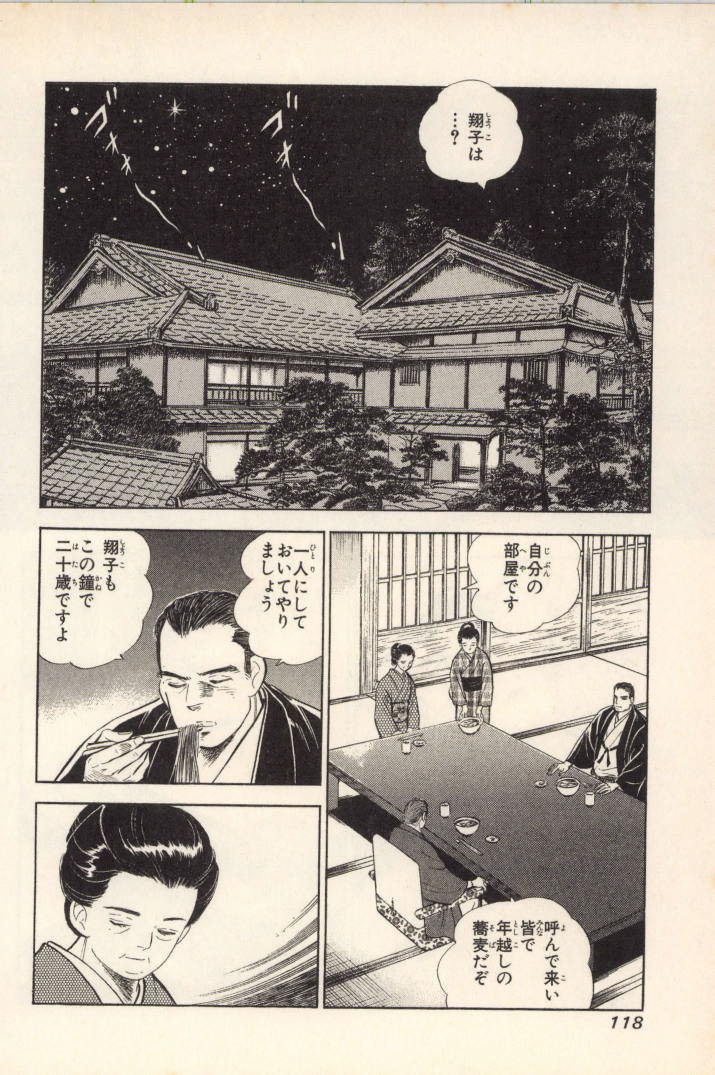 翔子は
…?
ゴオォ
ゴオォ
自分の
部屋です
呼んで来い
皆で
年越しの
蕎麦だぞ
一人にして
おいてやり
ましょう
翔子も
この鐘で
二十歳ですよ
118